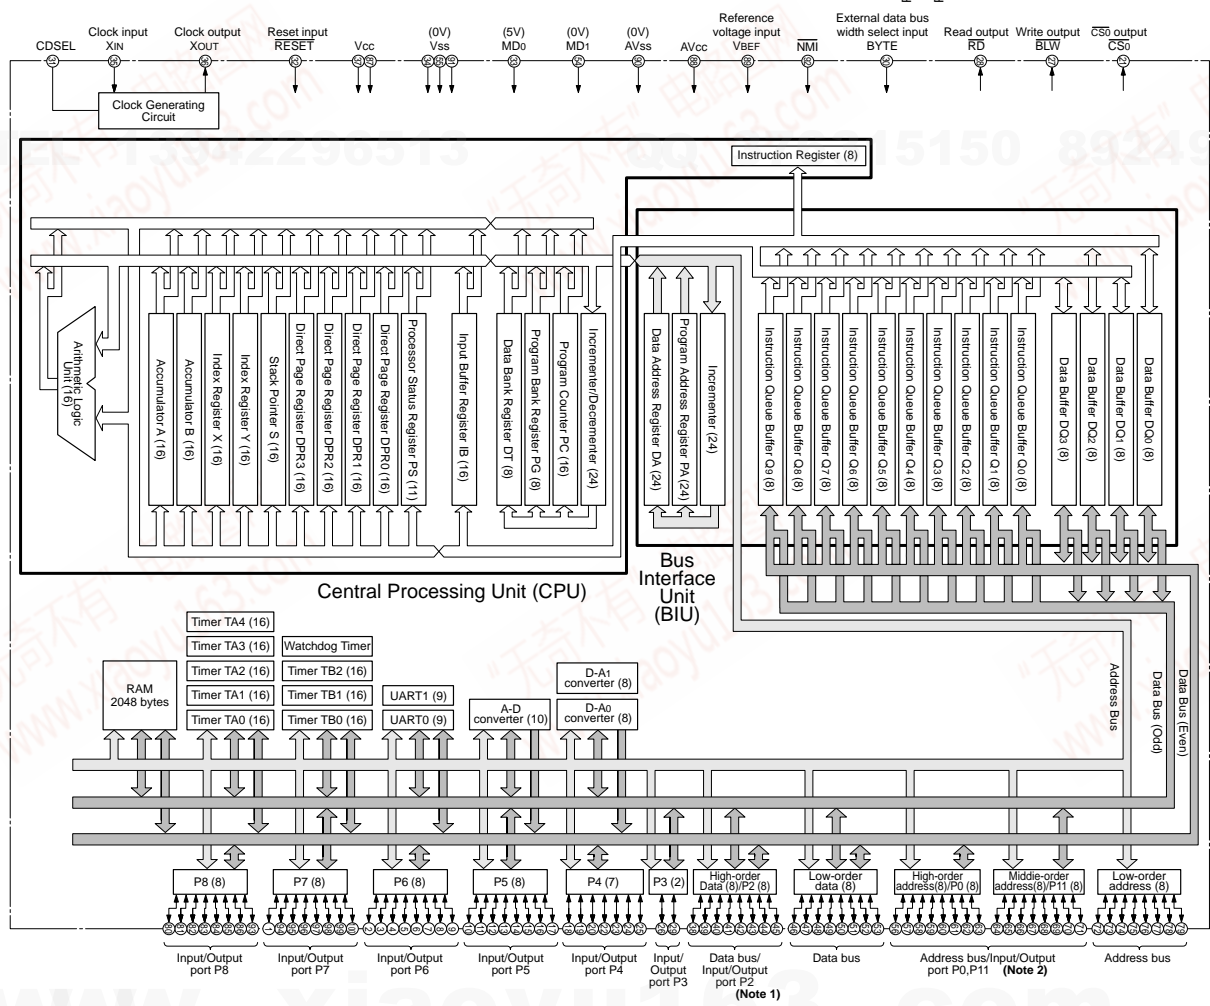 Clock input
XIN
Clock output
XOUT
Reset input
RESET
(0V)
Vss
(5V)
MD0
(0V)
MD1
(0V)
AVss
Reference
voltage input
VBEF
External data bus
width select input
BYTE
Read output
RD
Write output
BLW
CS0 output
CS0
CDSEL
Vcc
AVcc
NMI
Clock Generating
Circuit
Instruction Register (8)
Arithmetic Logic
Unit (16)
Accumulator A (16)
Accumulator B (16)
Index Register X (16)
Index Register Y (16)
Stack Pointer S (16)
Direct Page Register DPR3 (16)
Direct Page Register DPR2 (16)
Direct Page Register DPR1 (16)
Direct Page Register DPR0 (16)
Processor Status Register PS (11)
Input Buffer Register IB (16)
Data Bank Register DT (8)
Program Bank Register PG (8)
Program Counter PC (16)
Incrementer/Decrementer (24)
Data Address Register DA (24)
Program Address Register PA (24)
Incrementer (24)
Instruction Queue Buffer Q9 (8)
Instruction Queue Buffer Q8 (8)
Instruction Queue Buffer Q7 (8)
Instruction Queue Buffer Q6 (8)
Instruction Queue Buffer Q5 (8)
Instruction Queue Buffer Q4 (8)
Instruction Queue Buffer Q3 (8)
Instruction Queue Buffer Q2 (8)
Instruction Queue Buffer Q1 (8)
Instruction Queue Buffer Q0 (8)
Data Buffer DQ3 (8)
Data Buffer DQ2 (8)
Data Buffer DQ1 (8)
Data Buffer DQ0 (8)
Central Processing Unit (CPU)
Bus
Interface
Unit
(BIU)
Address Bus
Data Bus (Odd)
Data Bus (Even)
RAM
2048 bytes
Timer TA4 (16)
Timer TA3 (16)
Timer TA2 (16)
Timer TA1 (16)
Timer TA0 (16)
Watchdog Timer
Timer TB2 (16)
Timer TB1 (16)
Timer TB0 (16)
UART1 (9)
UART0 (9)
A-D
converter (10)
D-A1
converter (8)
D-A0
converter (8)
P8 (8)
P7 (8)
P6 (8)
P5 (8)
P4 (7)
P3 (2)
High-order
Data (8)/P2 (8)
Low-order
data (8)
High-order
address(8)/P0 (8)
Middle-order
address(8)/P11 (8)
Low-order
address (8)
Input/Output
port P8
Input/Output
port P7
Input/Output
port P6
Input/Output
port P5
Input/Output
port P4
Input/
Output
port P3
Data bus/
Input/Output
port P2
(Note 1)
Data bus
Address bus/Input/Output
port P0,P11 (Note 2)
Address bus